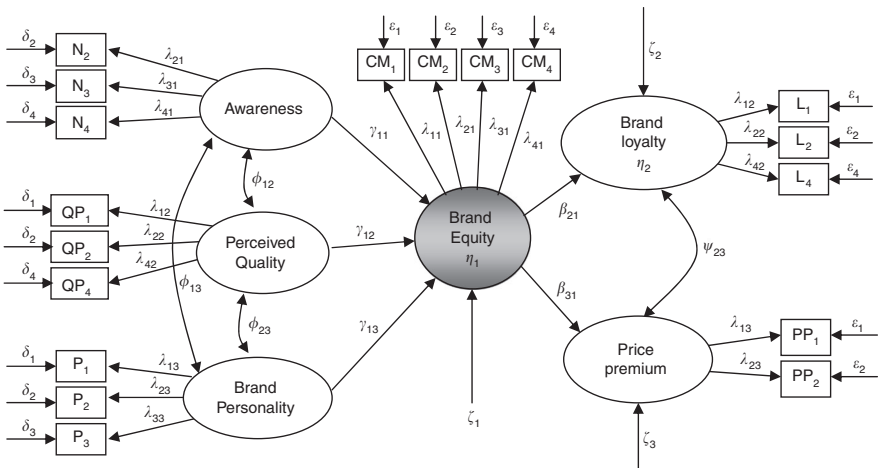 δ2
N2
λ21
δ3
N3
λ31
δ4
N4
λ41
Awareness
ε1
ε2
ε3
ε4
CM1
CM2
CM3
CM4
λ11
λ21
λ31
λ41
ζ2
Brand
loyalty
η2
λ12
L1
ε1
λ22
L2
ε2
λ42
L4
ε4
γ11
ϕ12
δ1
QP1
λ12
δ2
QP2
λ22
δ4
QP4
λ42
Perceived
Quality
γ12
Brand
Equity
η1
β21
ϕ13
ϕ23
γ13
β31
ψ23
δ1
P1
λ13
δ2
P2
λ23
δ3
P3
λ33
Brand
Personality
ζ1
Price
premium
λ13
PP1
ε1
λ23
PP2
ε2
ζ3